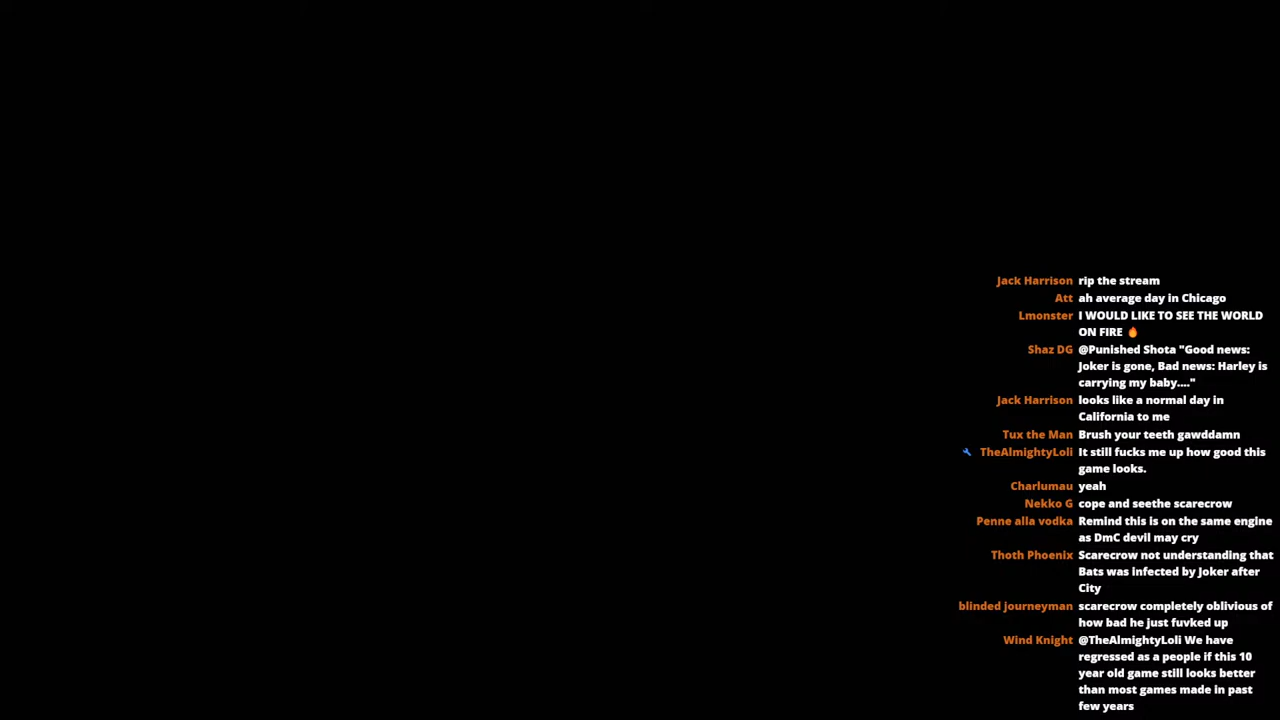 Jack Harrison rip the stream
Att ah average day in Chicago
Lmonster I WOULD LIKE TO SEE THE WORLD
ON FIRE 🔥
Shaz DG @Punished Shota "Good news:
Joker is gone, Bad news: Harley is
carrying my baby...."
Jack Harrison looks like a normal day in
California to me
Tux the Man Brush your teeth gawddamn
TheAlmightyLoli It still fucks me up how good this
game looks.
Charlumau yeah
Nekko G cope and seethe scarecrow
Penne alla vodka Remind this is on the same engine
as DmC devil may cry
Thoth Phoenix Scarecrow not understanding that
Bats was infected by Joker after
City
blinded journeyman scarecrow completely oblivious of
how bad he just fuvked up
Wind Knight @TheAlmightyLoli We have
regressed as a people if this 10
year old game still looks better
than most games made in past
few years